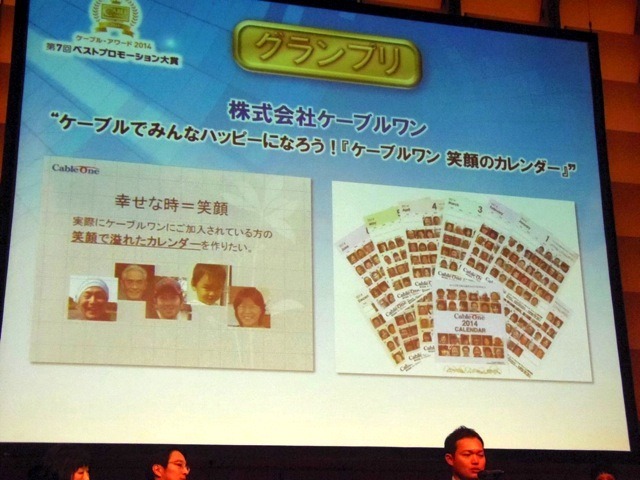 ケーブル・アワード 2014
第7回ベストプロモーション大賞
グランプリ
株式会社ケーブルワン
“ケーブルでみんなハッピーになろう!『ケーブルワン 笑顔のカレンダー』”
Cable One
幸せな時=笑顔
実際にケーブルワンにご加入されている方の
笑顔で溢れたカレンダーを作りたい。
4
3
Cable One
2014
CALENDAR